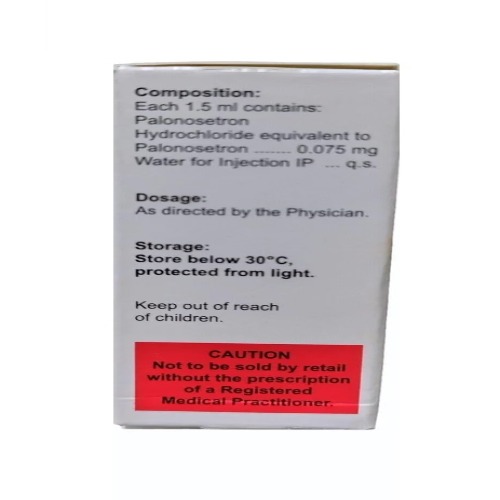 Composition:
Each 1.5 ml contains:
Palonosetron
Hydrochloride equivalent to
Palonosetron ....... 0.075 mg
Water for Injection IP ... q.s.
Dosage:
As directed by the Physician.
Storage:
Store below 30°C,
protected from light.
Keep out of reach
of children.
CAUTION
Not to be sold by retail
without the prescription
of a Registered
Medical Practitioner.